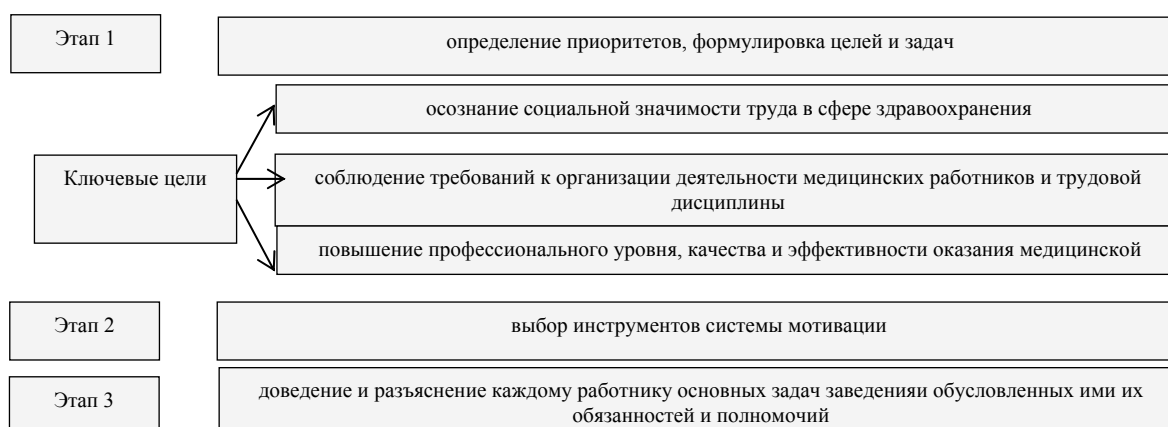 Этап 1
определение приоритетов, формулировка целей и задач
осознание социальной значимости труда в сфере здравоохранения
Ключевые цели
соблюдение требований к организации деятельности медицинских работников и трудовой
дисциплины
повышение профессионального уровня, качества и эффективности оказания медицинской
Этап 2
выбор инструментов системы мотивации
Этап 3
доведение и разъяснение каждому работнику основных задач заведенияи обусловленных ими их
обязанностей и полномочий